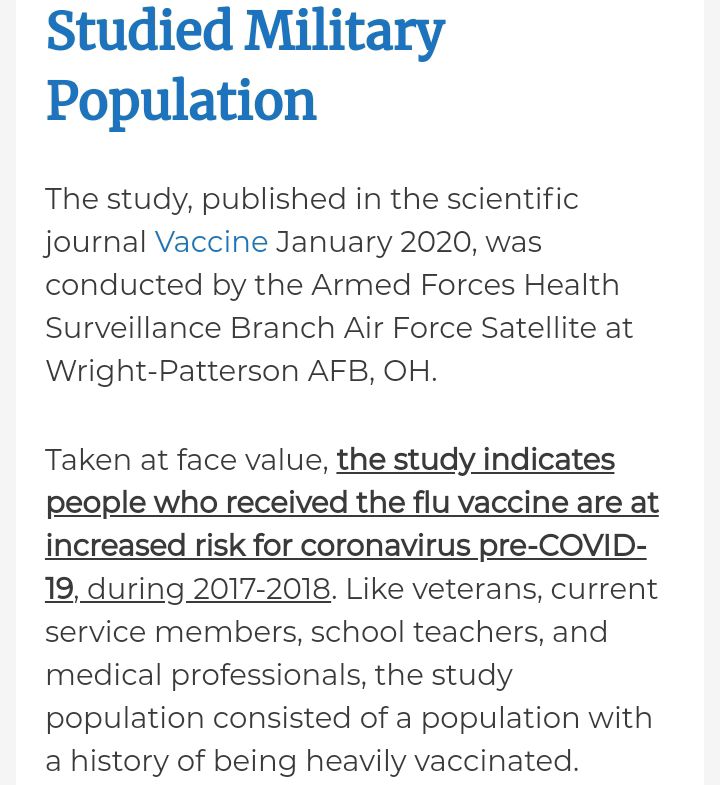 Studied Military
Population
The study, published in the scientific
journal Vaccine January 2020, was
conducted by the Armed Forces Health
Surveillance Branch Air Force Satellite at
Wright-Patterson AFB, OH.
Taken at face value, the study indicates
people who received the flu vaccine are at
increased risk for coronavirus pre-COVID-
19, during 2017-2018. Like veterans, current
service members, school teachers, and
medical professionals, the study
population consisted of a population with
a history of being heavily vaccinated.